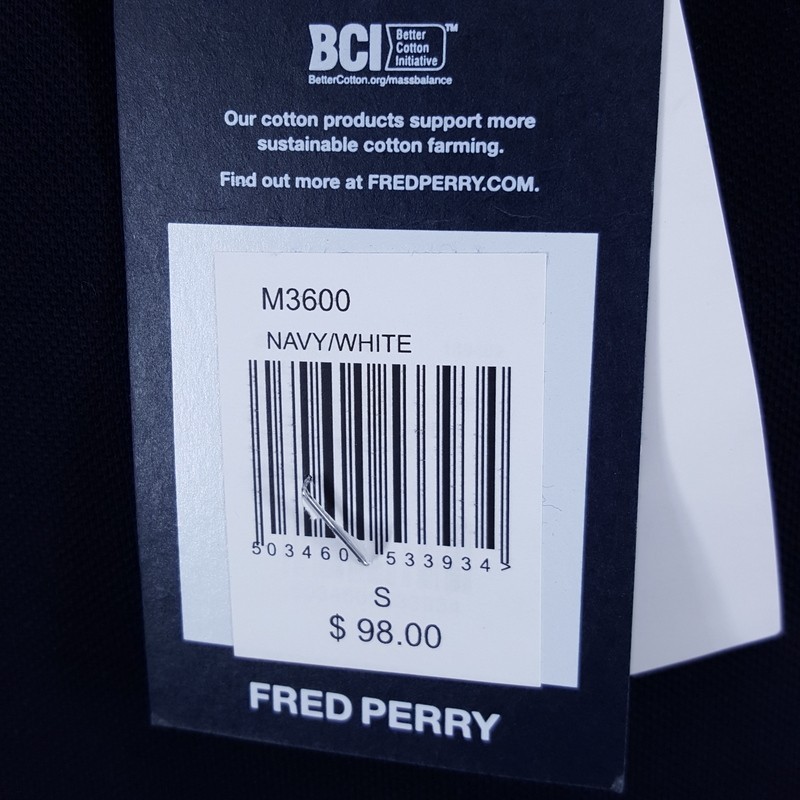 BCI Better
Cotton
Initiative™
BetterCotton.org/massbalance
Our cotton products support more
sustainable cotton farming.
Find out more at FREDPERRY.COM.
M3600
NAVY/WHITE
503460 533934>
S
$ 98.00
FRED PERRY